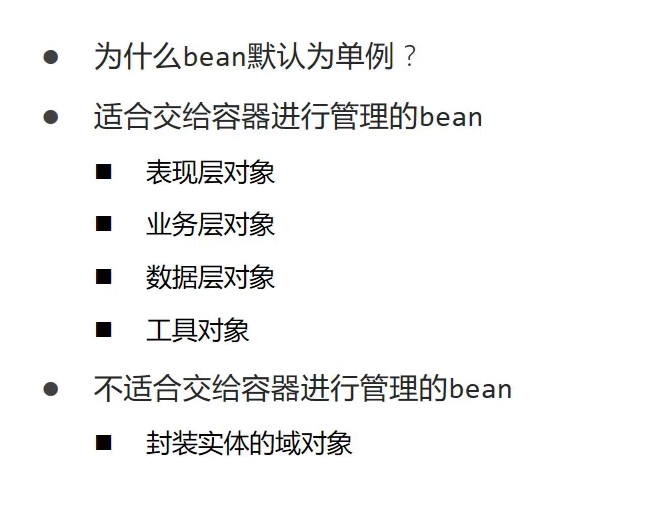 ● 为什么bean默认为单例？
● 适合交给容器进行管理的bean
■ 表现层对象
■ 业务层对象
■ 数据层对象
■ 工具对象
● 不适合交给容器进行管理的bean
■ 封装实体的域对象